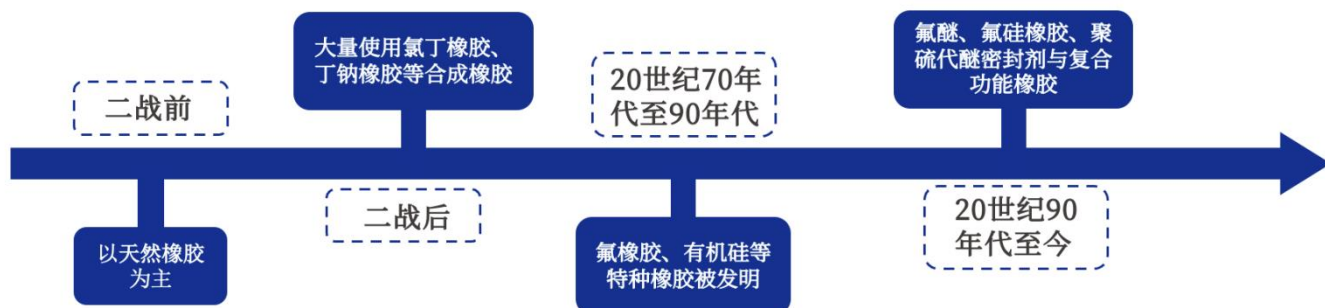 二战前
以天然橡胶
为主
大量使用氯丁橡胶、
丁钠橡胶等合成橡胶
二战后
20世纪70年
代至90年代
氟橡胶、有机硅等
特种橡胶被发明
氟醚、氟硅橡胶、聚
硫代醚密封剂与复合
功能橡胶
20世纪90
年代至今